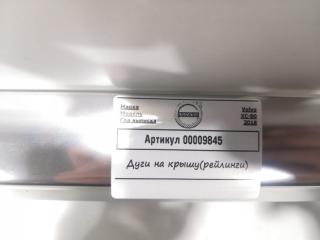 Марка Volvo
Модель XC-90
Год выпуска 2018
Артикул 00009845
Дуги на крышу(рейлинги)